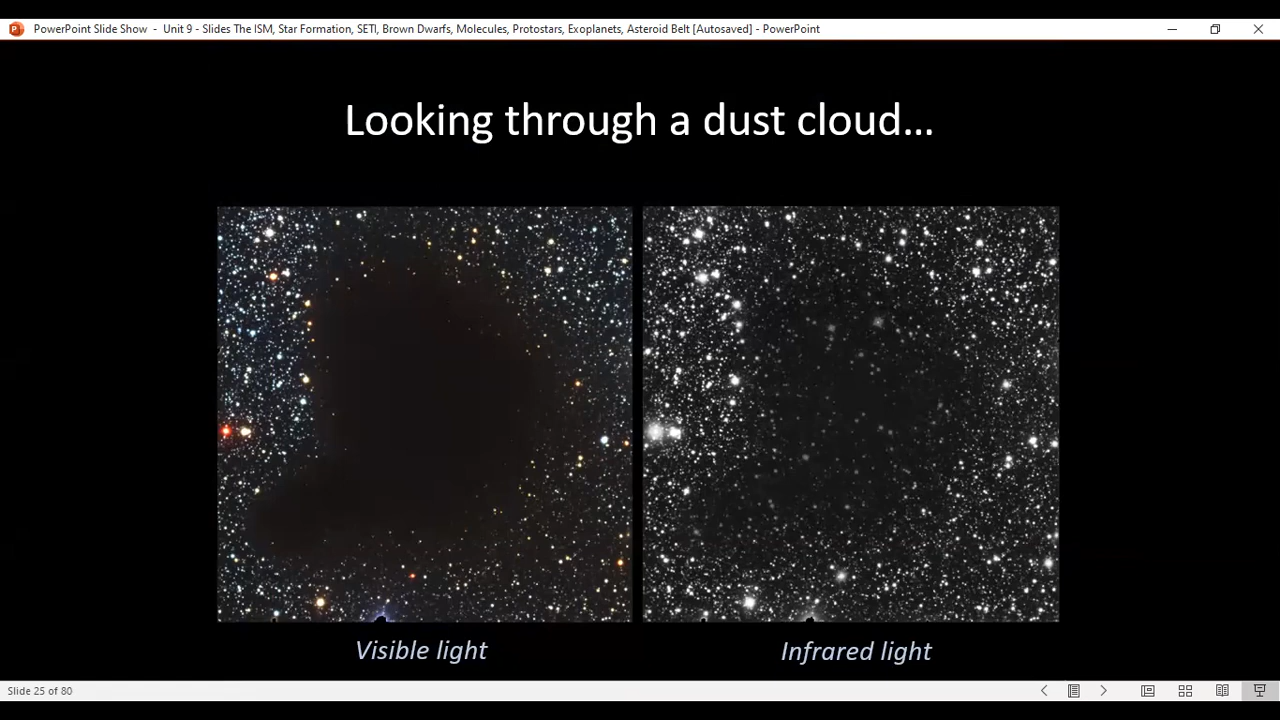 PowerPoint Slide Show - Unit 9 - Slides The ISM, Star Formation, SETI, Brown Dwarfs, Molecules, Protostars, Exoplanets, Asteroid Belt [Autosaved] - PowerPoint
Looking through a dust cloud...
Visible light
Infrared light
Slide 25 of 80